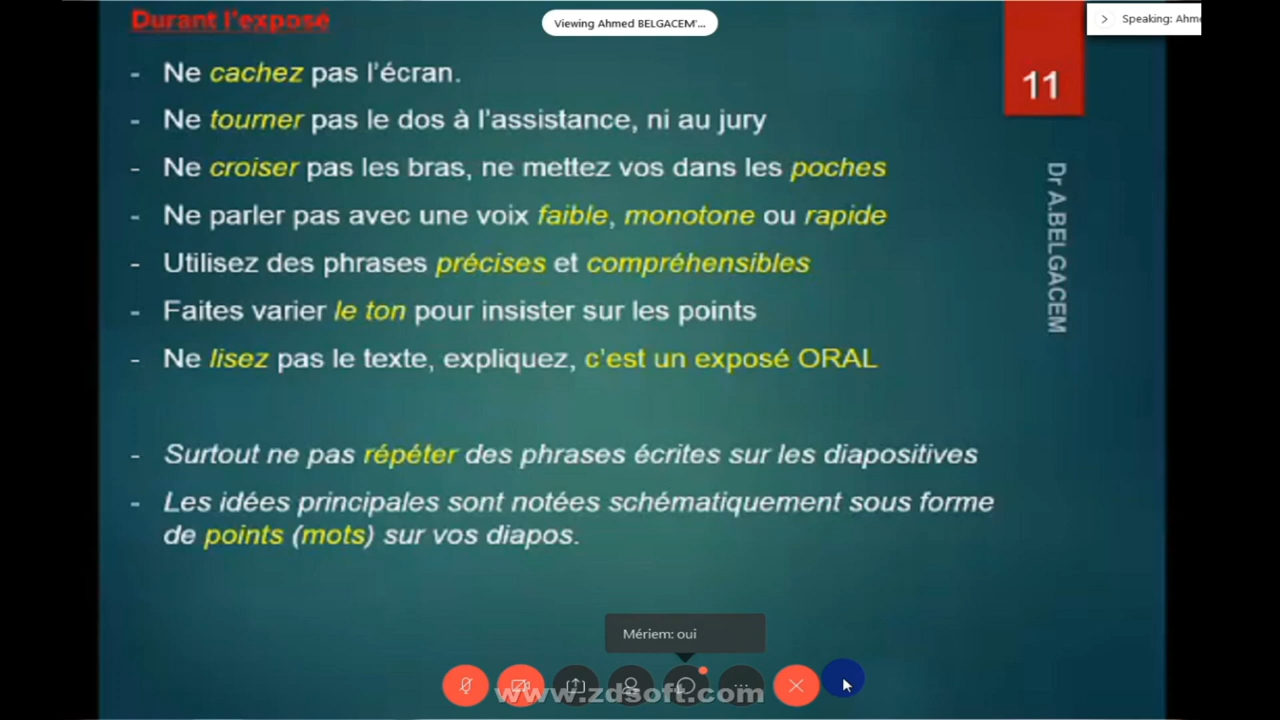 Durant l'exposé
Viewing Ahmed BELGACEM'...
Speaking: Ahm
11
Dr A.BELGACEM
- Ne cachez pas l'écran.
- Ne tourner pas le dos à l'assistance, ni au jury
- Ne croiser pas les bras, ne mettez vos dans les poches
- Ne parler pas avec une voix faible, monotone ou rapide
- Utilisez des phrases précises et compréhensibles
- Faites varier le ton pour insister sur les points
- Ne lisez pas le texte, expliquez, c'est un exposé ORAL
- Surtout ne pas répéter des phrases écrites sur les diapositives
- Les idées principales sont notées schématiquement sous forme
de points (mots) sur vos diapos.
Mériem: oui
www.zdsoft.com